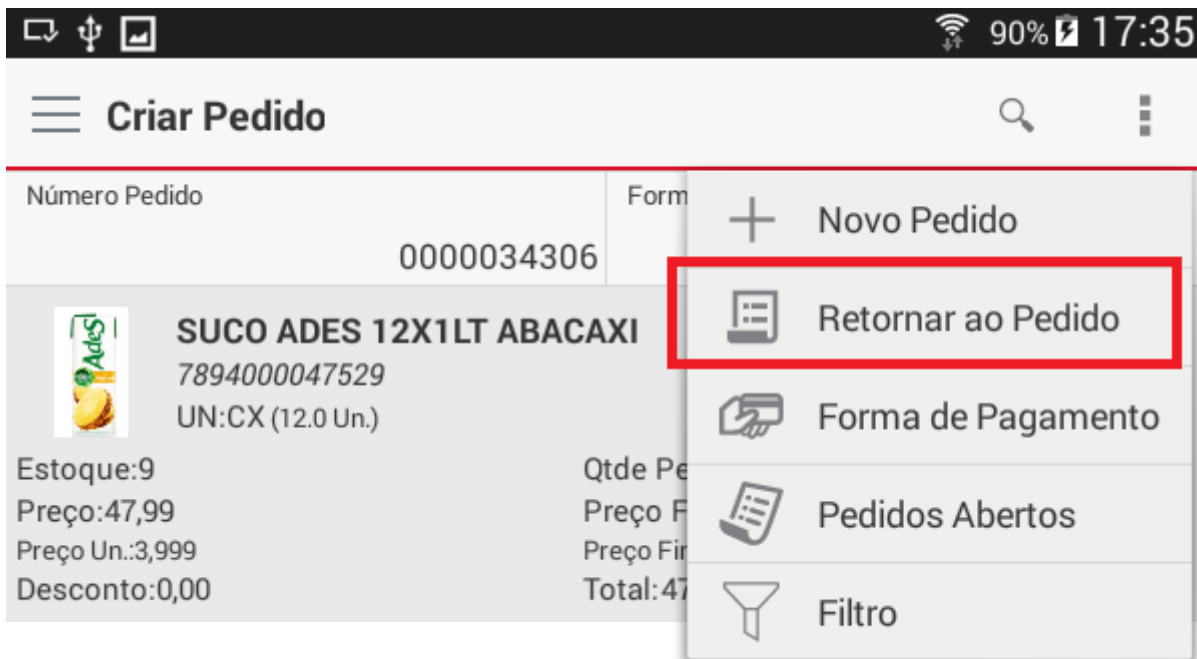 90% 17:35
Criar Pedido
Número Pedido
Form
0000034306
Novo Pedido
Retornar ao Pedido
Forma de Pagamento
Pedidos Abertos
Filtro
AdeS
SUCO ADES 12X1LT ABACAXI
7894000047529
UN:CX (12.0 Un.)
Estoque:9
Qtde Pe
Preço:47,99
Preço F
Preço Un.:3,999
Preço Fin
Desconto:0,00
Total:47